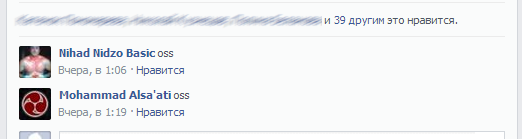 и 39 другим это нравится.
Nihad Nidzo Basic oss
Вчера, в 1:06 · Нравится
Mohammad Alsa'ati oss
Вчера, в 1:19 · Нравится